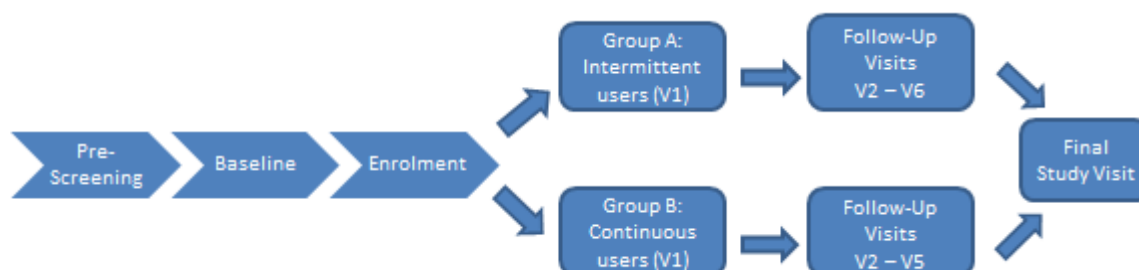 Pre-
Screening
Baseline
Enrolment
Group A:
Intermittent
users (V1)
Follow-Up
Visits
V2 – V6
Group B:
Continuous
users (V1)
Follow-Up
Visits
V2 – V5
Final
Study Visit